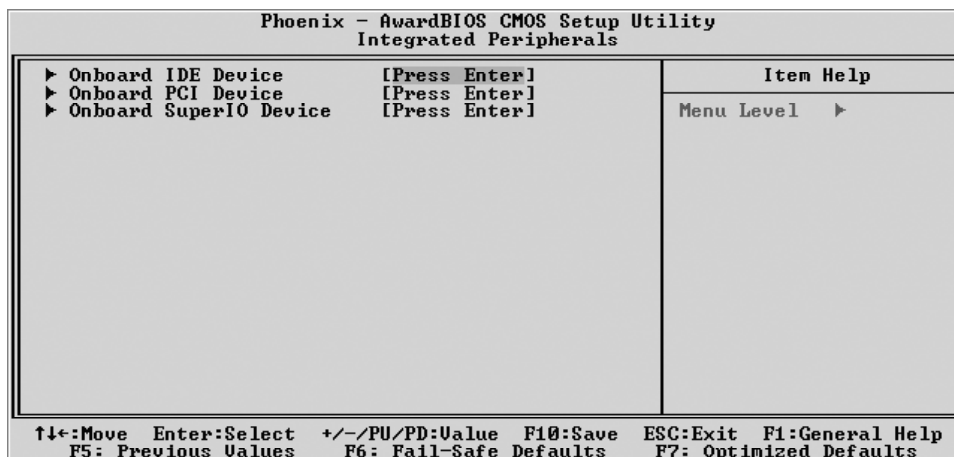 Phoenix - AwardBIOS CMOS Setup Utility
Integrated Peripherals
▶ Onboard IDE Device [Press Enter]
▶ Onboard PCI Device [Press Enter]
▶ Onboard SuperIO Device [Press Enter]
Item Help
Menu Level ▶
↑↓←:Move Enter:Select +/-/PU/PD:Value F10:Save ESC:Exit F1:General Help
F5: Previous Values F6: Fail-Safe Defaults F7: Optimized Defaults